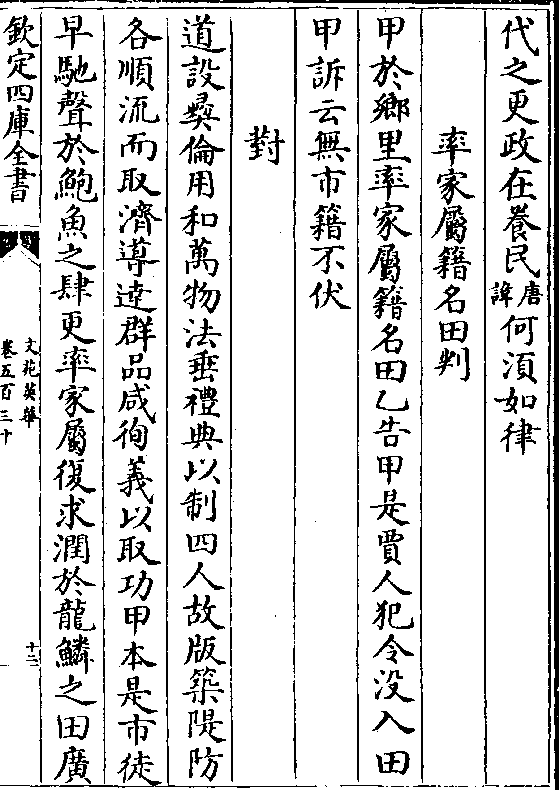 代之更政在養民唐諱何須如律
率家屬籍名田判
甲於鄉里率家屬籍名田乙告甲是賈人犯令没入田
甲訴云無市籍不伏
對
道設彛倫用和萬物法垂禮典以制四人故版築隄防
各順流而取濟導達群品咸徇義以取功甲本是市徒
早馳聲於鮑魚之肆更率家屬復求潤於龍鱗之田廣
欽定四庫全書
文苑英華
卷五百三十
十二